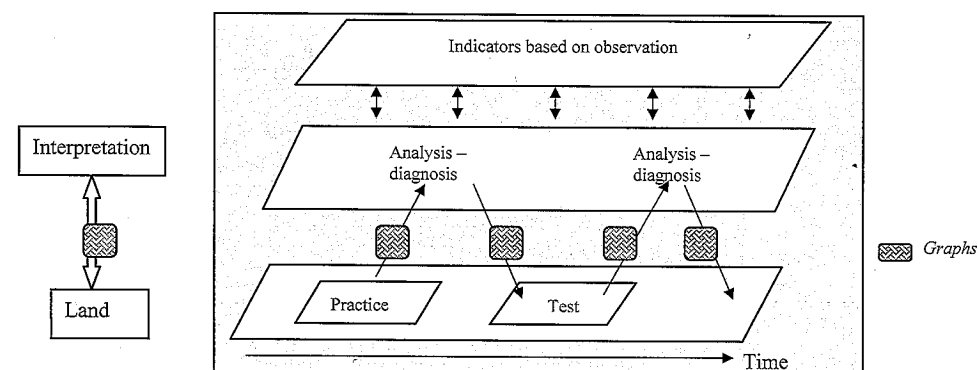 Indicators based on observation
Interpretation
Analysis –
diagnosis
Analysis –
diagnosis
Graphs
Land
Practice
Test
Time